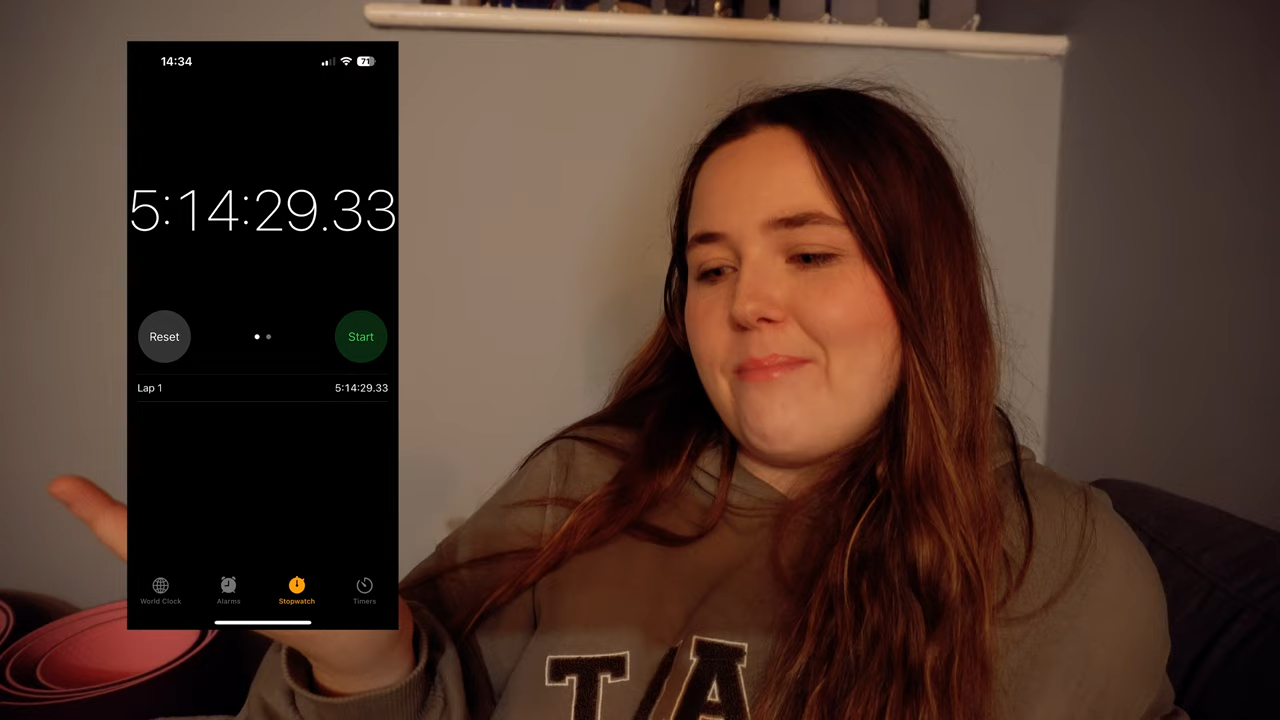 14:34
71
5:14:29.33
Reset
Start
Lap 1 5:14:29.33
World Clock Alarms Stopwatch Timers
TA